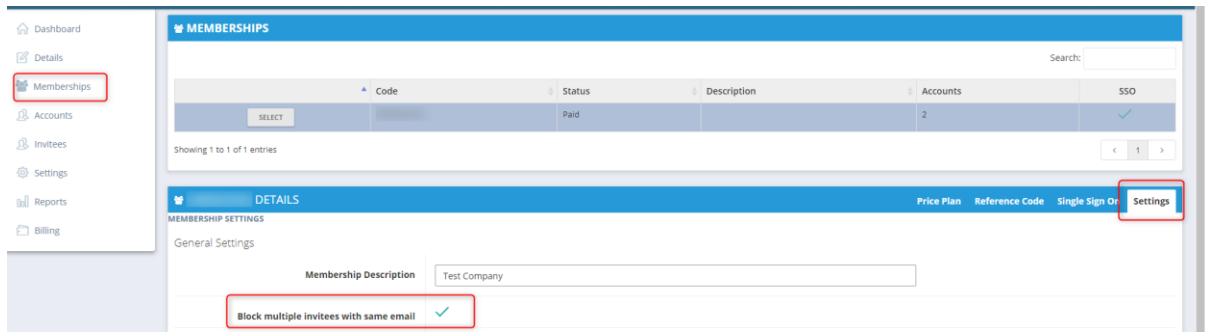 Dashboard
Details
Memberships
Accounts
Invitees
Settings
Reports
Billing
MEMBERSHIPS
Search:
Code Status Description Accounts SSO
SELECT Paid 2
Showing 1 to 1 of 1 entries
< 1 >
DETAILS Price Plan Reference Code Single Sign On Settings
MEMBERSHIP SETTINGS
General Settings
Membership Description Test Company
Block multiple invitees with same email